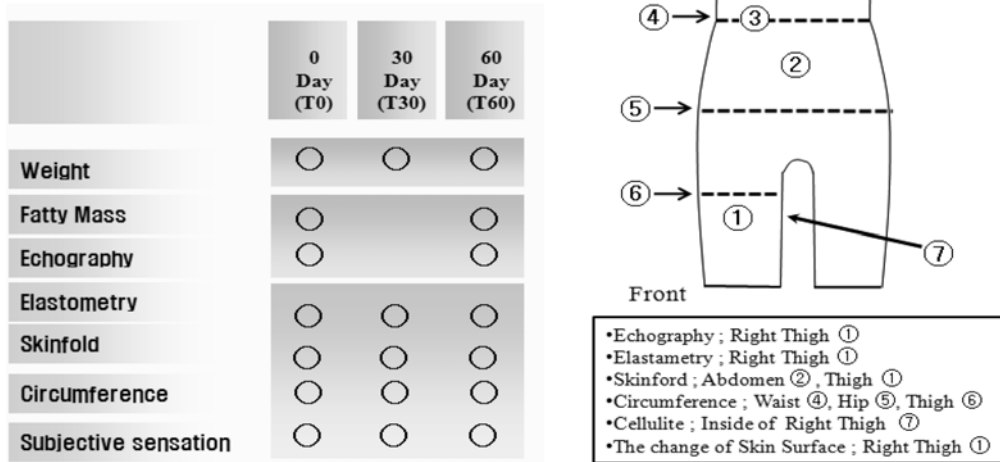 0 Day (T0)
30 Day (T30)
60 Day (T60)
Weight
Fatty Mass
Echography
Elastometry
Skinfold
Circumference
Subjective sensation
④ ③
②
⑤
⑥
①
⑦
Front
•Echography ; Right Thigh ①
•Elastametry ; Right Thigh ①
•Skinford ; Abdomen ② , Thigh ①
•Circumference ; Waist ④, Hip ⑤, Thigh ⑥
•Cellulite ; Inside of Right Thigh ⑦
•The change of Skin Surface ; Right Thigh ①